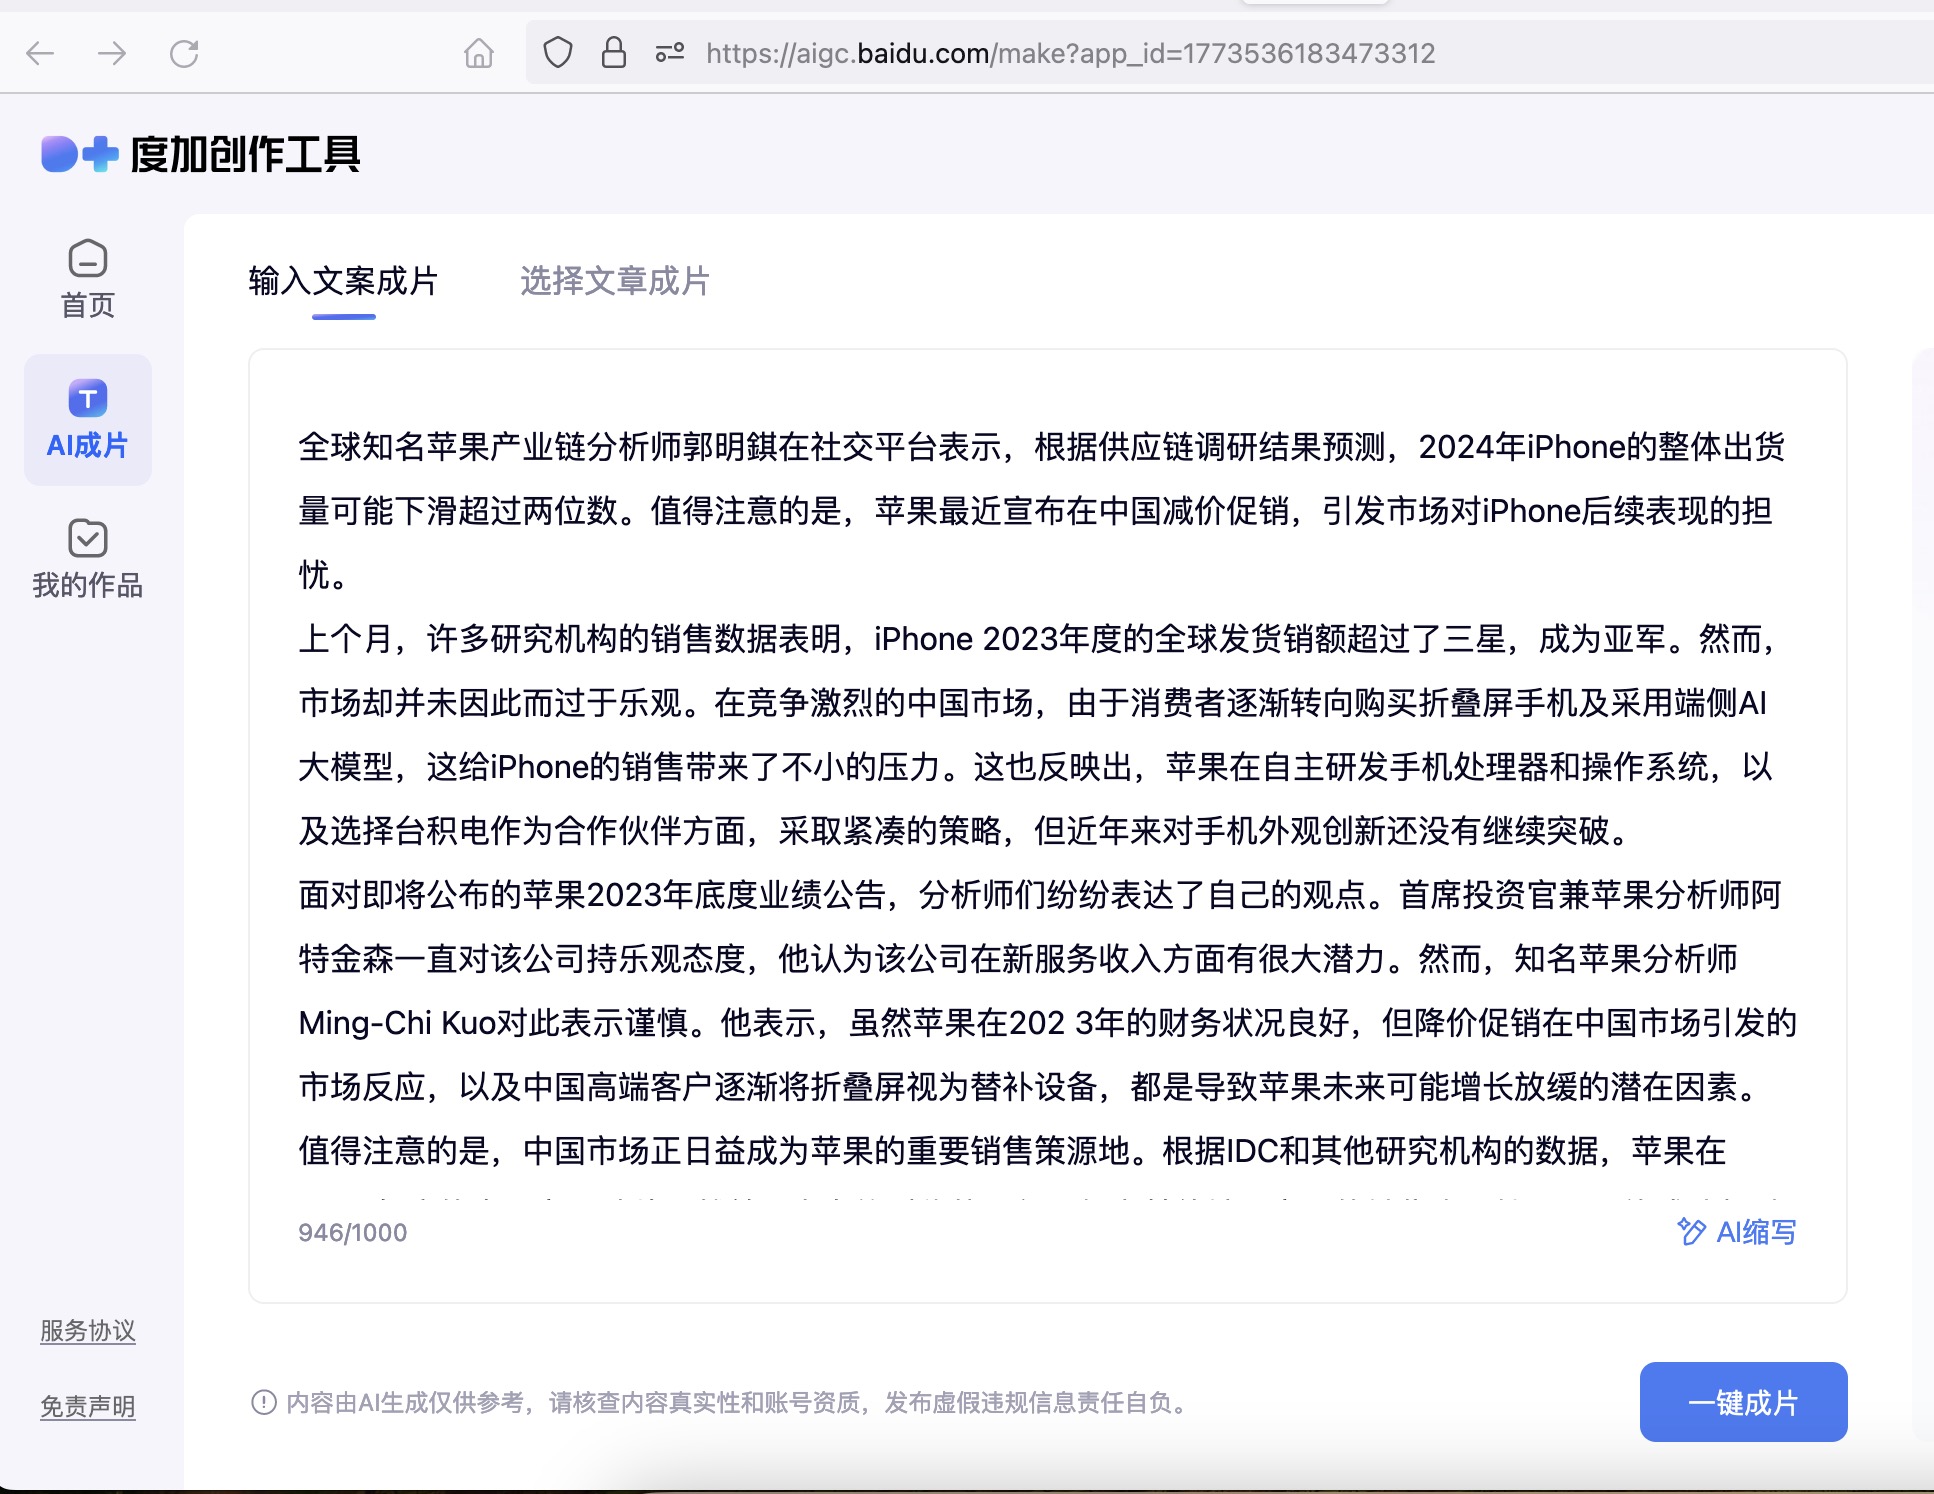 https://aigc.baidu.com/make?app_id=1773536183473312
度加创作工具
首页
AI成片
我的作品
服务协议
免责声明
输入文案成片 选择文章成片
全球知名苹果产业链分析师郭明錤在社交平台表示，根据供应链调研结果预测，2024年iPhone的整体出货
量可能下滑超过两位数。值得注意的是，苹果最近宣布在中国减价促销，引发市场对iPhone后续表现的担
忧。
上个月，许多研究机构的销售数据表明，iPhone 2023年度的全球发货销额超过了三星，成为亚军。然而，
市场却并未因此而过于乐观。在竞争激烈的中国市场，由于消费者逐渐转向购买折叠屏手机及采用端侧AI
大模型，这给iPhone的销售带来了不小的压力。这也反映出，苹果在自主研发手机处理器和操作系统，以
及选择台积电作为合作伙伴方面，采取紧凑的策略，但近年来对手机外观创新还没有继续突破。
面对即将公布的苹果2023年底度业绩公告，分析师们纷纷表达了自己的观点。首席投资官兼苹果分析师阿
特金森一直对该公司持乐观态度，他认为该公司在新服务收入方面有很大潜力。然而，知名苹果分析师
Ming-Chi Kuo对此表示谨慎。他表示，虽然苹果在202 3年的财务状况良好，但降价促销在中国市场引发的
市场反应，以及中国高端客户逐渐将折叠屏视为替补设备，都是导致苹果未来可能增长放缓的潜在因素。
值得注意的是，中国市场正日益成为苹果的重要销售策源地。根据IDC和其他研究机构的数据，苹果在
946/1000
AI缩写
内容由AI生成仅供参考，请核查内容真实性和账号资质，发布虚假违规信息责任自负。
一键成片